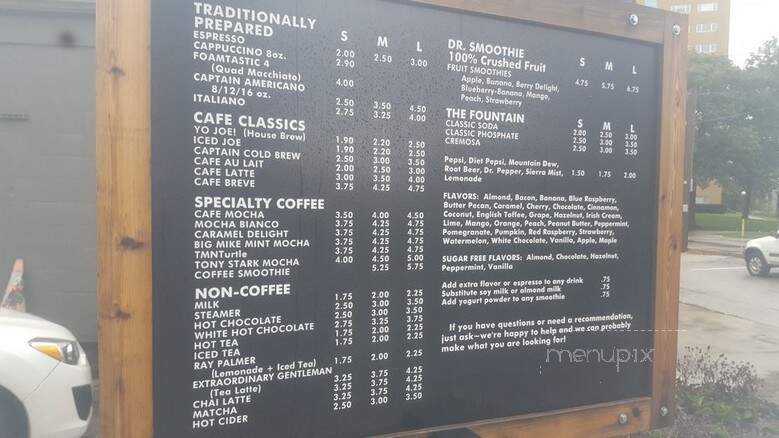 TRADITIONALLY
PREPARED S M L
ESPRESSO 2.00 2.50 3.00
CAPPUCCINO 8oz. 2.90
FOAMTASTIC 4
(Quad Macchiato) 4.00
CAPTAIN AMERICANO
8/12/16 oz. 2.50 3.50 4.50
ITALIANO 2.75 3.25 4.00
CAFE CLASSICS
YO JOE! (House Brew) 1.90 2.20 2.50
ICED JOE 1.90 2.20 2.50
CAPTAIN COLD BREW 2.50 3.00 3.50
CAFE AU LAIT 2.00 2.50 3.00
CAFE LATTE 3.00 3.50 4.00
CAFE BREVE 3.75 4.25 4.75
SPECIALTY COFFEE
CAFE MOCHA 3.50 4.00 4.50
MOCHA BIANCO 3.75 4.25 4.75
CARAMEL DELIGHT 3.75 4.25 4.75
BIG MIKE MINT MOCHA 3.75 4.25 4.75
TMNTurtle 3.75 4.25 4.75
TONY STARK MOCHA 4.00 4.50 5.00
COFFEE SMOOTHIE 5.25 5.75
NON-COFFEE
MILK 1.75 2.00 2.25
STEAMER 2.50 3.00 3.50
HOT CHOCOLATE 2.50 3.00 3.50
WHITE HOT CHOCOLATE 2.75 3.25 3.75
HOT TEA 1.75 2.00 2.25
ICED TEA 1.75 2.00 2.25
RAY PALMER
(Lemonade + Iced Tea) 1.75 2.00 2.25
EXTRAORDINARY GENTLEMAN
(Tea Latte) 3.25 3.75 4.25
CHAI LATTE 3.25 3.75 4.25
MATCHA 3.25 3.75 4.25
HOT CIDER 2.50 3.00 3.50
DR. SMOOTHIE
100% Crushed Fruit S M L
FRUIT SMOOTHIES 4.75 5.75 6.75
Apple, Banana, Berry Delight,
Blueberry-Banana, Mango,
Peach, Strawberry
THE FOUNTAIN S M L
CLASSIC SODA 2.00 2.50 3.00
CLASSIC PHOSPHATE 2.50 3.00 3.50
CREMOSA 2.50 3.00 3.50
Pepsi, Diet Pepsi, Mountain Dew,
Root Beer, Dr. Pepper, Sierra Mist, 1.50 1.75 2.00
Lemonade
FLAVORS: Almond, Bacon, Banana, Blue Raspberry,
Butter Pecan, Caramel, Cherry, Chocolate, Cinnamon,
Coconut, English Toffee, Grape, Hazelnut, Irish Cream,
Lime, Mango, Orange, Peach, Peanut Butter, Peppermint,
Pomegranate, Pumpkin, Red Raspberry, Strawberry,
Watermelon, White Chocolate, Vanilla, Apple, Maple
SUGAR FREE FLAVORS: Almond, Chocolate, Hazelnut,
Peppermint, Vanilla
Add extra flavor or espresso to any drink .75
Substitute soy milk or almond milk .75
Add yogurt powder to any smoothie .75
If you have questions or need a recommendation,
just ask—we're happy to help and we can probably
make what you are looking for!
menupix